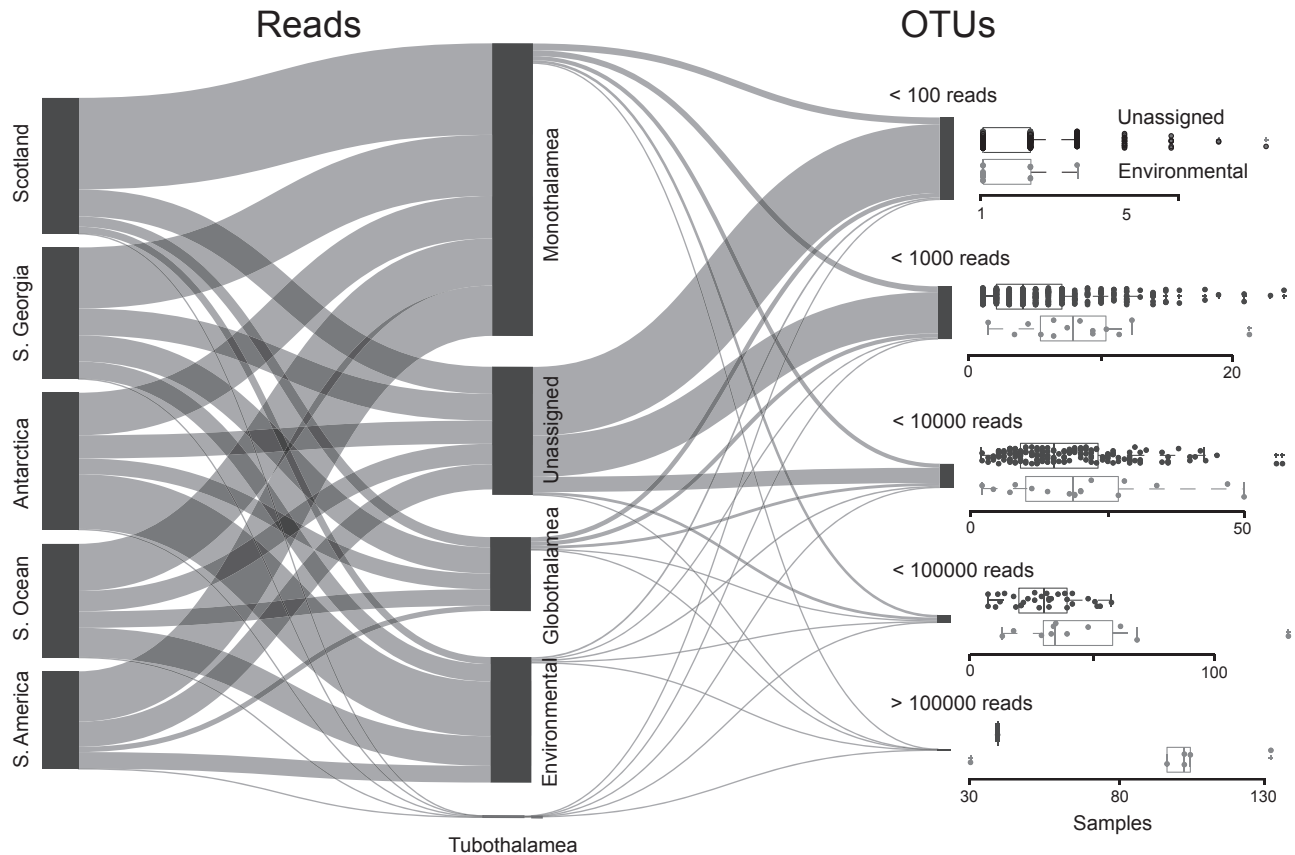 Reads
OTUs
Scotland
S. Georgia
Antarctica
S. Ocean
S. America
Monothalamea
Unassigned
Globothalamea
Environmental
Tubothalamea
< 100 reads
Unassigned
Environmental
1 5
< 1000 reads
0 20
< 10000 reads
0 50
< 100000 reads
0 100
> 100000 reads
30 80 130
Samples